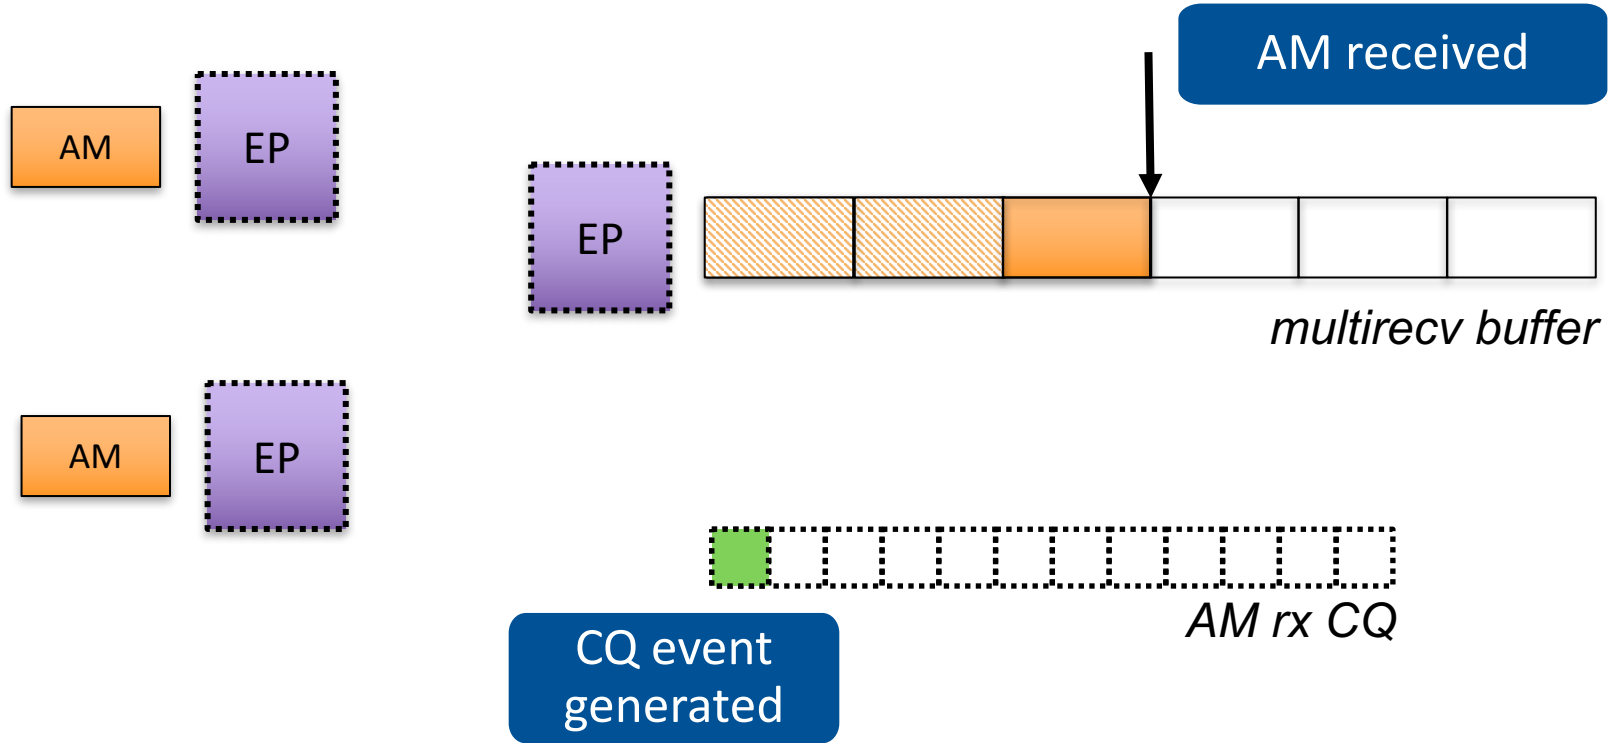 AM received
AM
EP
EP
multirecv buffer
AM
EP
AM rx CQ
CQ event
generated